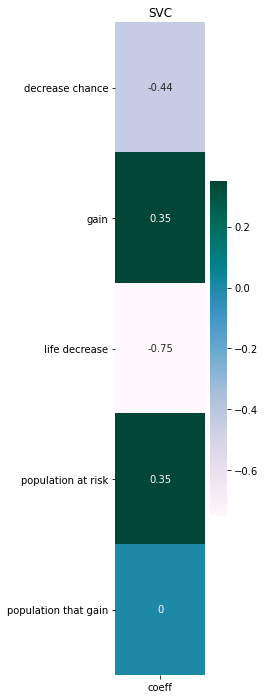 SVC
decrease chance
-0.44
gain
0.35
life decrease
-0.75
population at risk
0.35
population that gain
0
coeff
0.2
0.0
−0.2
−0.4
−0.6